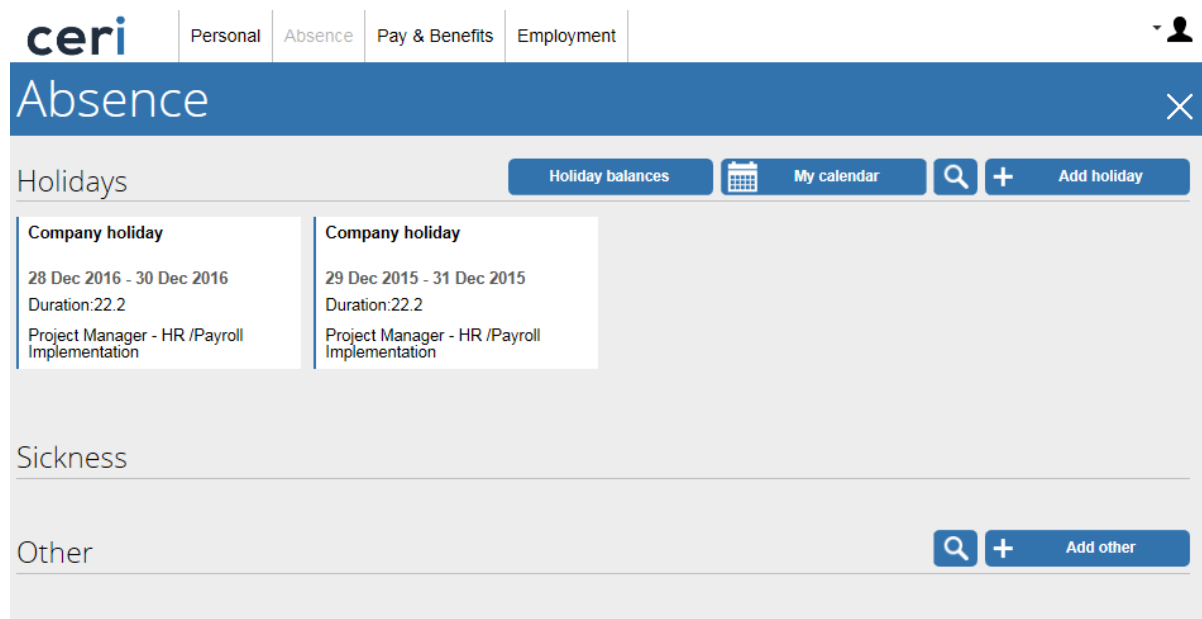 ceri Personal Absence Pay & Benefits Employment
Absence
Holidays Holiday balances My calendar Add holiday
Company holiday Company holiday
28 Dec 2016 - 30 Dec 2016 29 Dec 2015 - 31 Dec 2015
Duration:22.2 Duration:22.2
Project Manager - HR /Payroll Project Manager - HR /Payroll
Implementation Implementation
Sickness
Other Add other